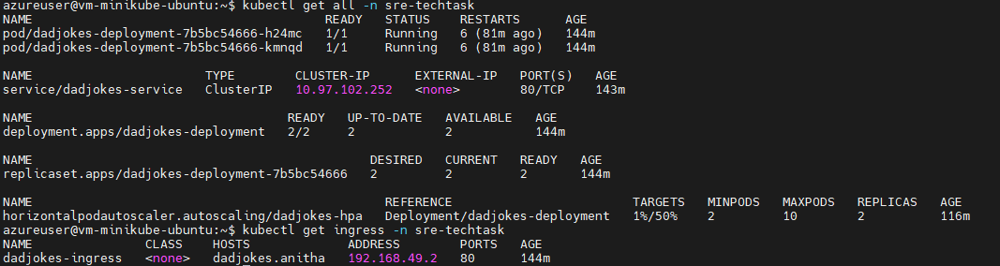 azureuser@vm-minikube-ubuntu:~$ kubectl get all -n sre-techtask
NAME READY STATUS RESTARTS AGE
pod/dadjokes-deployment-7b5bc54666-h24mc 1/1 Running 6 (81m ago) 144m
pod/dadjokes-deployment-7b5bc54666-kmnqd 1/1 Running 6 (81m ago) 144m
NAME TYPE CLUSTER-IP EXTERNAL-IP PORT(S) AGE
service/dadjokes-service ClusterIP 10.97.102.252 <none> 80/TCP 143m
NAME READY UP-TO-DATE AVAILABLE AGE
deployment.apps/dadjokes-deployment 2/2 2 2 144m
NAME DESIRED CURRENT READY AGE
replicaset.apps/dadjokes-deployment-7b5bc54666 2 2 2 144m
NAME REFERENCE TARGETS MINPODS MAXPODS REPLICAS AGE
horizontalpodautoscaler.autoscaling/dadjokes-hpa Deployment/dadjokes-deployment 1%/50% 2 10 2 116m
azureuser@vm-minikube-ubuntu:~$ kubectl get ingress -n sre-techtask
NAME CLASS HOSTS ADDRESS PORTS AGE
dadjokes-ingress <none> dadjokes.anitha 192.168.49.2 80 144m